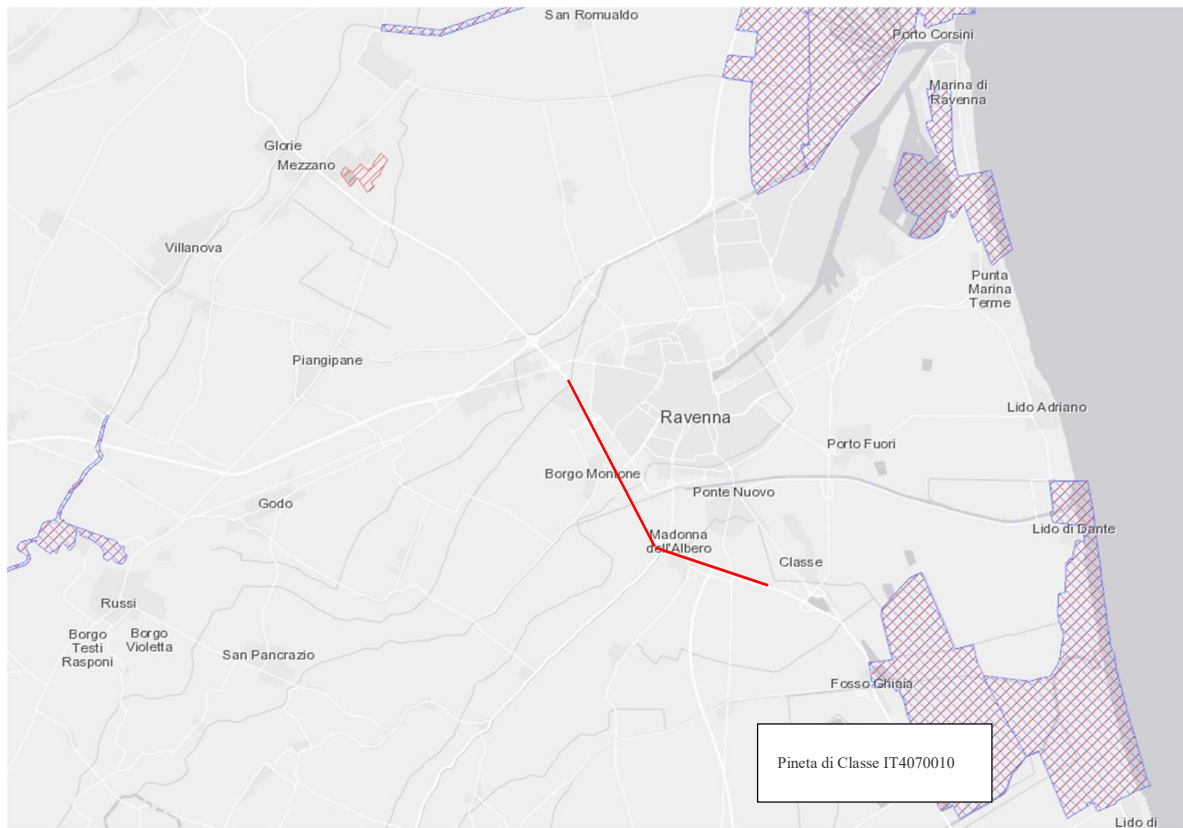 San Romualdo
Porto Corsini
Marina di
Ravenna
Glorie
Mezzano
Villanova
Punta
Marina
Terme
Piangipane
Lido Adriano
Ravenna
Porto Fuori
Borgo Montone
Ponte Nuovo
Godo
Lido di Dante
Madonna
dell'Albero
Classe
Russi
Borgo
Testi
Rasponi
Borgo
Violetta
San Pancrazio
Fosso Ghiaia
Pineta di Classe IT4070010
Lido di